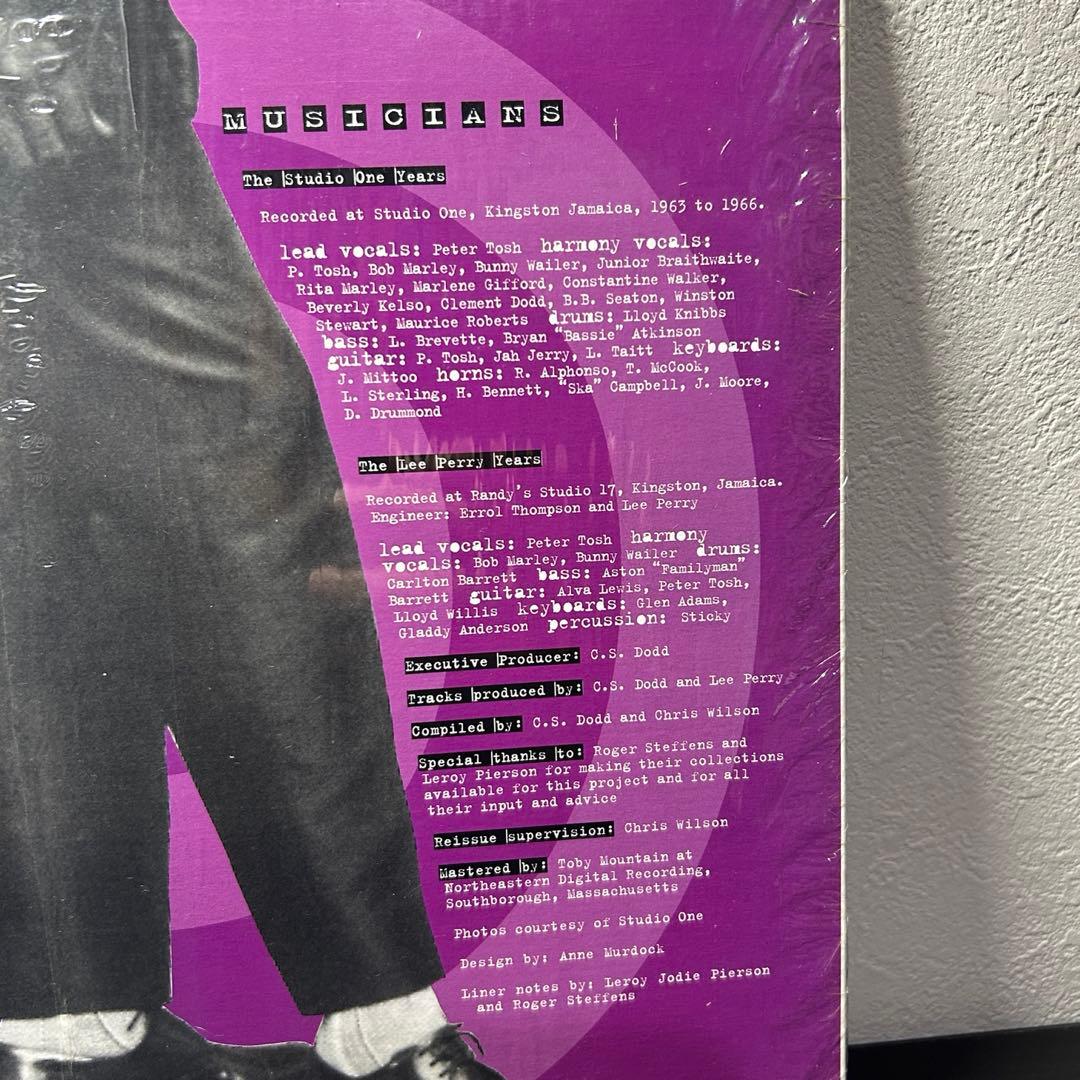 MUSICIANS
The Studio One Years
Recorded at Studio One, Kingston Jamaica, 1963 to 1966.
lead vocals: Peter Tosh harmony vocals:
P. Tosh, Bob Marley, Bunny Wailer, Junior Braithwaite,
Rita Marley, Marlene Gifford, Constantine Walker,
Beverly Kelso, Clement Dodd, B.B. Seaton, Winston
Stewart, Maurice Roberts drums: Lloyd Knibbs
bass: L. Brevette, Bryan "Bassie" Atkinson
guitar: P. Tosh, Jah Jerry, L. Taitt keyboards:
J. Mittoo horns: R. Alphonso, T. McCook,
L. Sterling, H. Bennett, "Ska" Campbell, J. Moore,
D. Drummond
The Lee Perry Years
Recorded at Randy's Studio 17, Kingston, Jamaica.
Engineer: Errol Thompson and Lee Perry
lead vocals: Peter Tosh harmony
vocals: Bob Marley, Bunny Wailer drums:
Carlton Barrett bass: Aston "Familyman"
Barrett guitar: Alva Lewis, Peter Tosh,
Lloyd Willis keyboards: Glen Adams,
Gladdy Anderson percussion: Sticky
Executive Producer: C.S. Dodd
Tracks produced by: C.S. Dodd and Lee Perry
Compiled by: C.S. Dodd and Chris Wilson
Special thanks to: Roger Steffens and
Leroy Pierson for making their collections
available for this project and for all
their input and advice
Reissue supervision: Chris Wilson
Mastered by: Toby Mountain at
Northeastern Digital Recording,
Southborough, Massachusetts
Photos courtesy of Studio One
Design by: Anne Murdock
Liner notes by: Leroy Jodie Pierson
and Roger Steffens